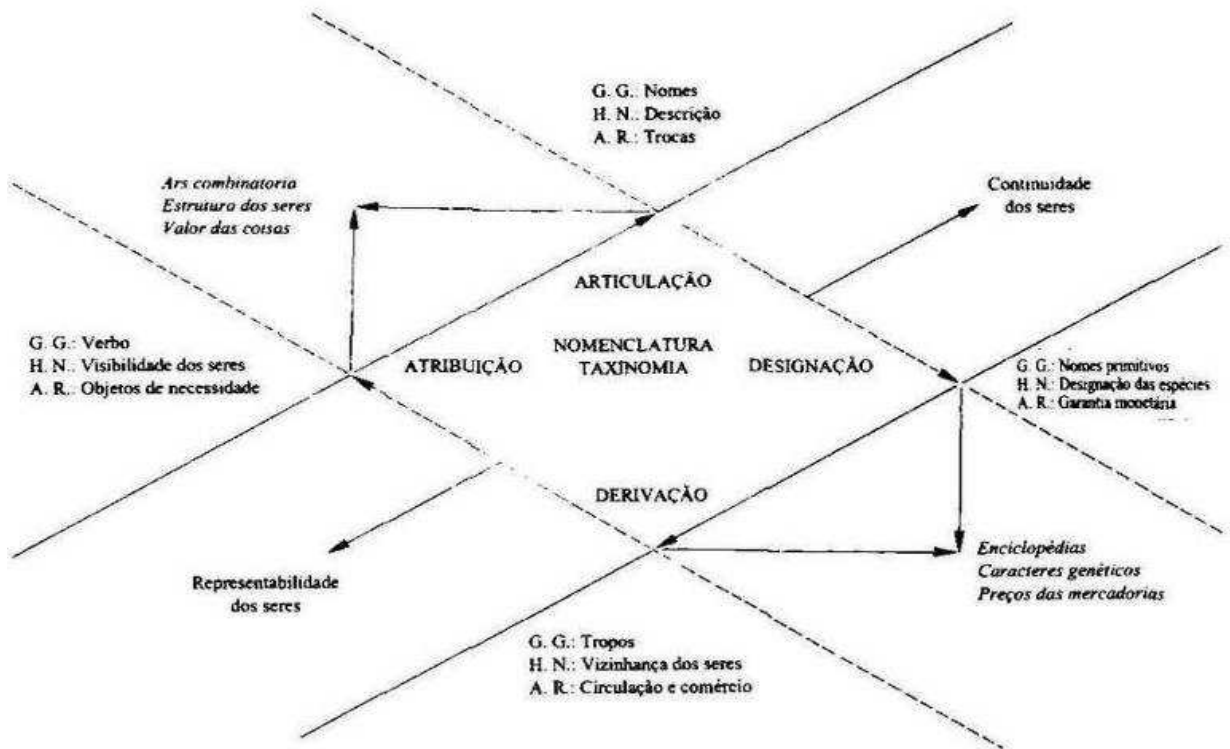 G. G.: Nomes
H. N.: Descrição
A. R.: Trocas
Ars combinatoria
Estrutura dos seres
Valor das coisas
Continuidade
dos seres
ARTICULAÇÃO
G. G.: Verbo
H. N.: Visibilidade dos seres
A. R.: Objetos de necessidade
ATRIBUIÇÃO
NOMENCLATURA
TAXINOMIA
DESIGNAÇÃO
G. G.: Nomes primitivos
H. N.: Designação das espécies
A. R.: Garantia monetária
DERIVAÇÃO
Representabilidade
dos seres
Enciclopédias
Caracteres genéticos
Preços das mercadorias
G. G.: Tropos
H. N.: Vizinhança dos seres
A. R.: Circulação e comércio